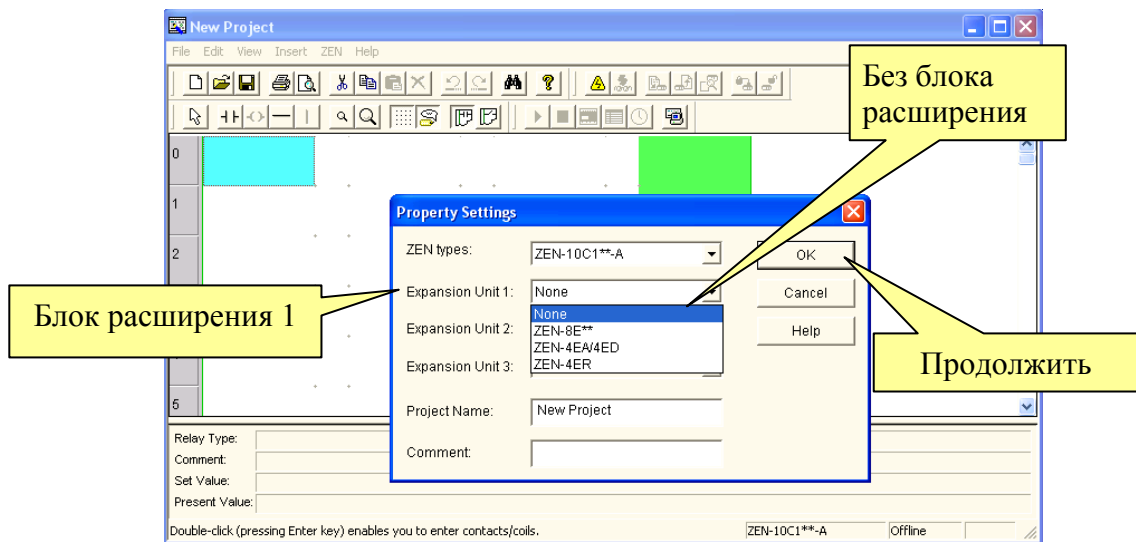 New Project
File Edit View Insert ZEN Help
Без блока
расширения
0
1
2
5
Property Settings
ZEN types:
ZEN-10C1**-A
OK
Expansion Unit 1:
None
Cancel
None
ZEN-8E**
ZEN-4EA/4ED
ZEN-4ER
Expansion Unit 2:
Help
Expansion Unit 3:
Блок расширения 1
Продолжить
Project Name:
New Project
Comment:
Relay Type:
Comment:
Set Value:
Present Value:
Double-click (pressing Enter key) enables you to enter contacts/coils.
ZEN-10C1**-A
Offline